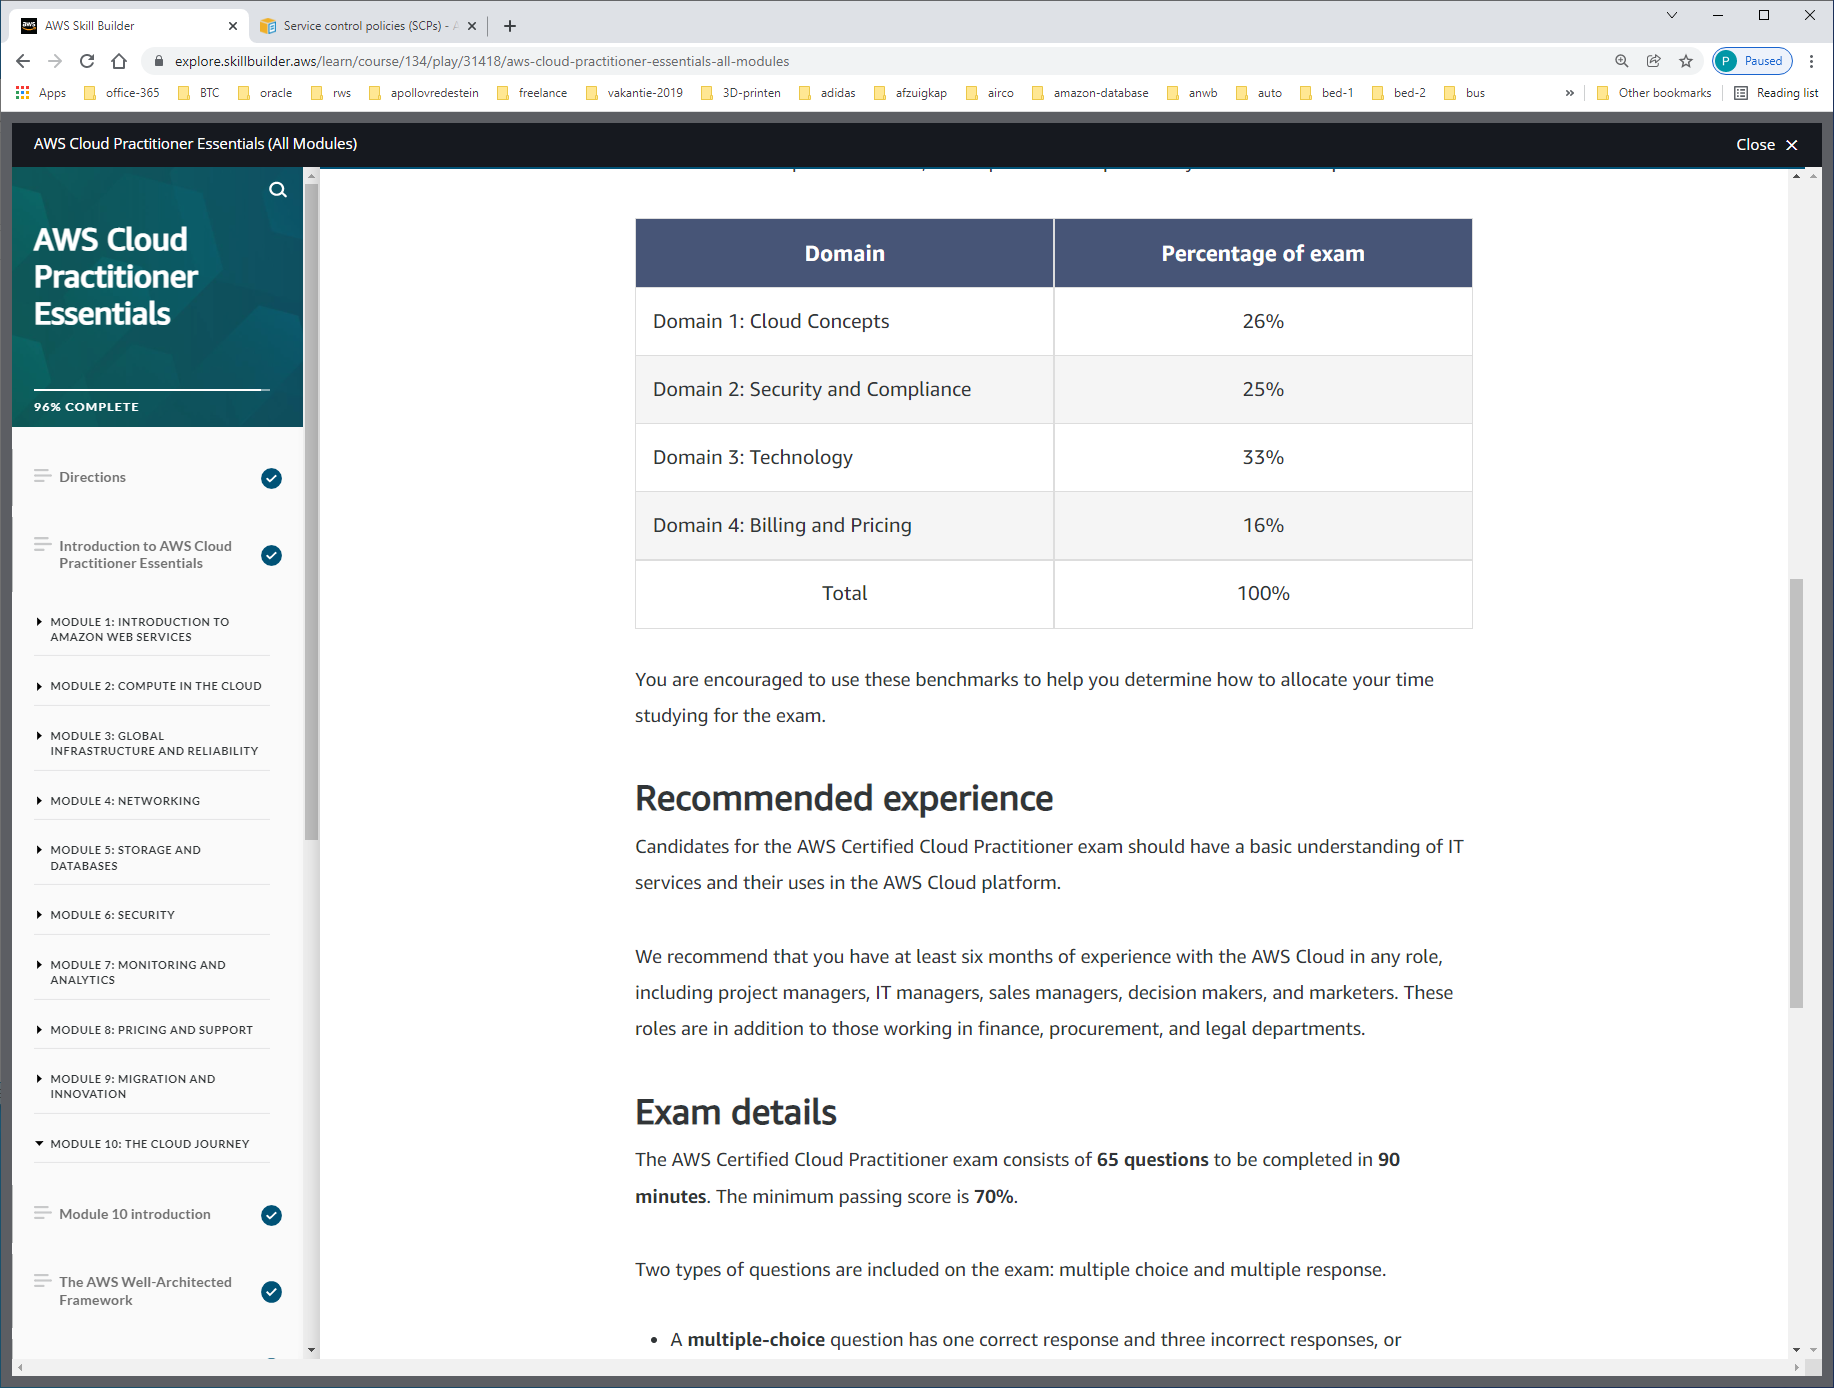 AWS Skill Builder
Service control policies (SCPs) -
explore.skillbuilder.aws/learn/course/134/play/31418/aws-cloud-practitioner-essentials-all-modules
P Paused
Apps office-365 BTC oracle rws apollovredestein freelance vakantie-2019 3D-printen adidas afzuigkap airco amazon-database anwb auto bed-1 bed-2 bus » Other bookmarks Reading list
AWS Cloud Practitioner Essentials (All Modules)
Close
AWS Cloud
Practitioner
Essentials
96% COMPLETE
Directions
Introduction to AWS Cloud
Practitioner Essentials
MODULE 1: INTRODUCTION TO
AMAZON WEB SERVICES
MODULE 2: COMPUTE IN THE CLOUD
MODULE 3: GLOBAL
INFRASTRUCTURE AND RELIABILITY
MODULE 4: NETWORKING
MODULE 5: STORAGE AND
DATABASES
MODULE 6: SECURITY
MODULE 7: MONITORING AND
ANALYTICS
MODULE 8: PRICING AND SUPPORT
MODULE 9: MIGRATION AND
INNOVATION
MODULE 10: THE CLOUD JOURNEY
Module 10 introduction
The AWS Well-Architected
Framework
Domain Percentage of exam
Domain 1: Cloud Concepts 26%
Domain 2: Security and Compliance 25%
Domain 3: Technology 33%
Domain 4: Billing and Pricing 16%
Total 100%
You are encouraged to use these benchmarks to help you determine how to allocate your time
studying for the exam.
Recommended experience
Candidates for the AWS Certified Cloud Practitioner exam should have a basic understanding of IT
services and their uses in the AWS Cloud platform.
We recommend that you have at least six months of experience with the AWS Cloud in any role,
including project managers, IT managers, sales managers, decision makers, and marketers. These
roles are in addition to those working in finance, procurement, and legal departments.
Exam details
The AWS Certified Cloud Practitioner exam consists of 65 questions to be completed in 90
minutes. The minimum passing score is 70%.
Two types of questions are included on the exam: multiple choice and multiple response.
• A multiple-choice question has one correct response and three incorrect responses, or